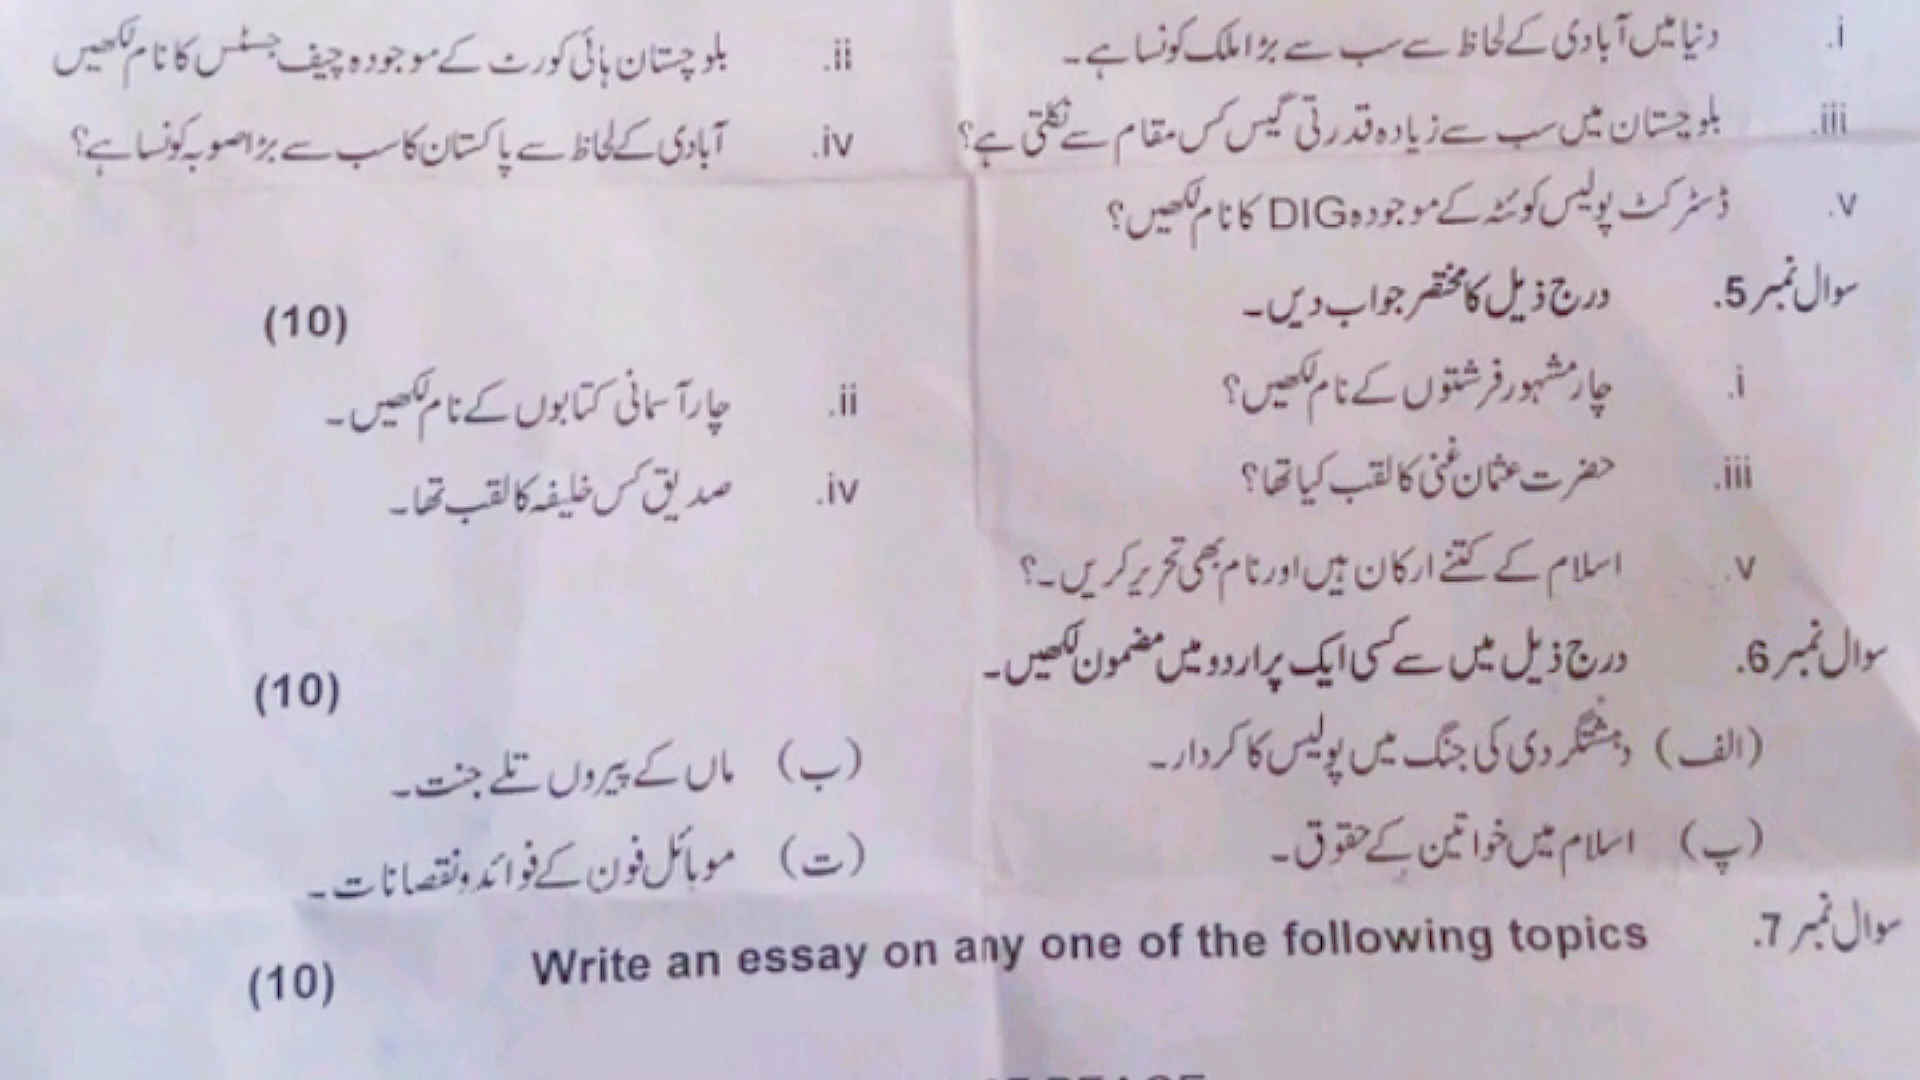 i. دنیا میں آبادی کے لحاظ سے سب سے بڑا ملک کونسا ہے۔ ii. بلوچستان ہائی کورٹ کے موجودہ چیف جسٹس کا نام لکھیں
iii. بلوچستان میں سب سے زیادہ قدرتی گیس کس مقام سے نکلتی ہے؟ iv. آبادی کے لحاظ سے پاکستان کا سب سے بڑا صوبہ کونسا ہے؟
v. ڈسٹرکٹ پولیس کوئٹہ کے موجودہ DIG کا نام لکھیں؟
سوال نمبر 5. درج ذیل کا مختصر جواب دیں۔ (10)
i. چار مشہور فرشتوں کے نام لکھیں؟ ii. چار آسمانی کتابوں کے نام لکھیں۔
iii. حضرت عثمان غنی کا لقب کیا تھا؟ iv. صدیق کس خلیفہ کا لقب تھا۔
v. اسلام کے کتنے ارکان ہیں اور نام بھی تحریر کریں۔؟
سوال نمبر 6. درج ذیل میں سے کسی ایک پر اردو میں مضمون لکھیں۔ (10)
(الف) دہشتگردی کی جنگ میں پولیس کا کردار۔ (ب) ماں کے پیروں تلے جنت۔
(پ) اسلام میں خواتین کے حقوق۔ (ت) موبائل فون کے فوائد و نقصانات۔
سوال نمبر 7. Write an essay on any one of the following topics (10)